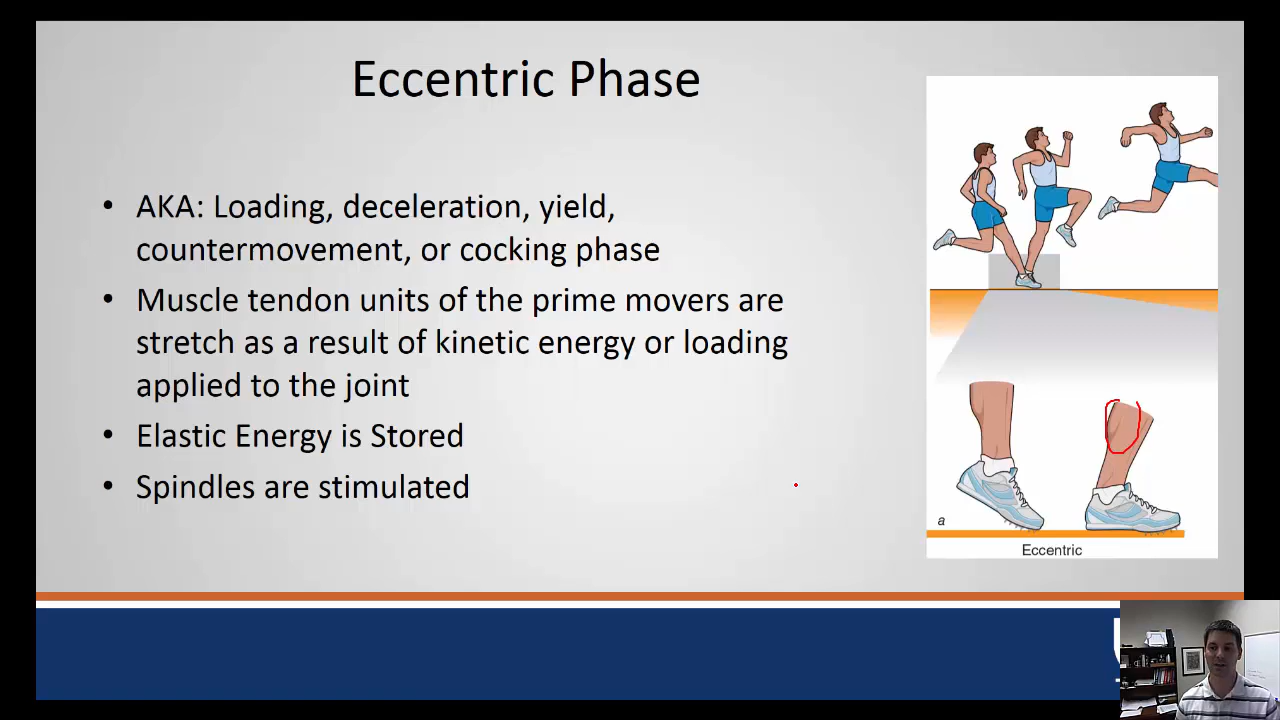 Eccentric Phase
• AKA: Loading, deceleration, yield,
countermovement, or cocking phase
• Muscle tendon units of the prime movers are
stretch as a result of kinetic energy or loading
applied to the joint
• Elastic Energy is Stored
• Spindles are stimulated
a
Eccentric